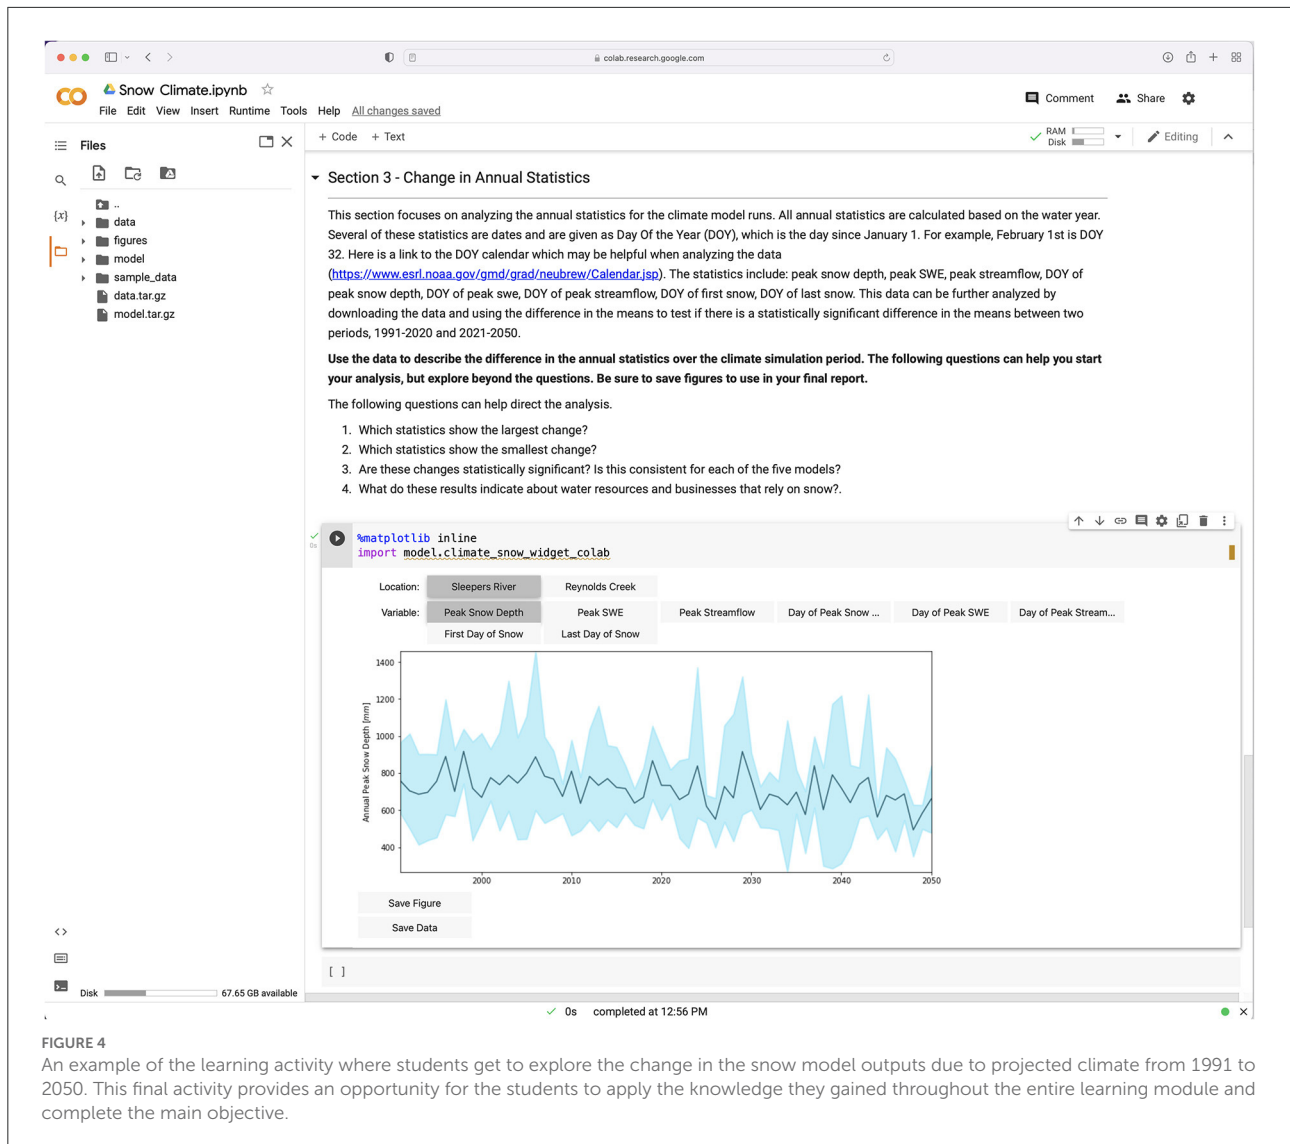 colab.research.google.com
Snow Climate.ipynb
File Edit View Insert Runtime Tools Help All changes saved
Comment Share
Files
+ Code + Text
RAM
Disk
Editing
{x}
..
data
figures
model
sample_data
data.tar.gz
model.tar.gz
Section 3 - Change in Annual Statistics
This section focuses on analyzing the annual statistics for the climate model runs. All annual statistics are calculated based on the water year.
Several of these statistics are dates and are given as Day Of the Year (DOY), which is the day since January 1. For example, February 1st is DOY
32. Here is a link to the DOY calendar which may be helpful when analyzing the data
(https://www.esrl.noaa.gov/gmd/grad/neubrew/Calendar.jsp). The statistics include: peak snow depth, peak SWE, peak streamflow, DOY of
peak snow depth, DOY of peak swe, DOY of peak streamflow, DOY of first snow, DOY of last snow. This data can be further analyzed by
downloading the data and using the difference in the means to test if there is a statistically significant difference in the means between two
periods, 1991-2020 and 2021-2050.
Use the data to describe the difference in the annual statistics over the climate simulation period. The following questions can help you start
your analysis, but explore beyond the questions. Be sure to save figures to use in your final report.
The following questions can help direct the analysis.
1. Which statistics show the largest change?
2. Which statistics show the smallest change?
3. Are these changes statistically significant? Is this consistent for each of the five models?
4. What do these results indicate about water resources and businesses that rely on snow?.
0s
%matplotlib inline
import model.climate_snow_widget_colab
Location: Sleepers River Reynolds Creek
Variable: Peak Snow Depth Peak SWE Peak Streamflow Day of Peak Snow ... Day of Peak SWE Day of Peak Stream...
First Day of Snow Last Day of Snow
Annual Peak Snow Depth [mm]
1400
1200
1000
800
600
400
2000 2010 2020 2030 2040 2050
Save Figure
Save Data
[ ]
Disk 67.65 GB available
0s completed at 12:56 PM
FIGURE 4
An example of the learning activity where students get to explore the change in the snow model outputs due to projected climate from 1991 to
2050. This final activity provides an opportunity for the students to apply the knowledge they gained throughout the entire learning module and
complete the main objective.